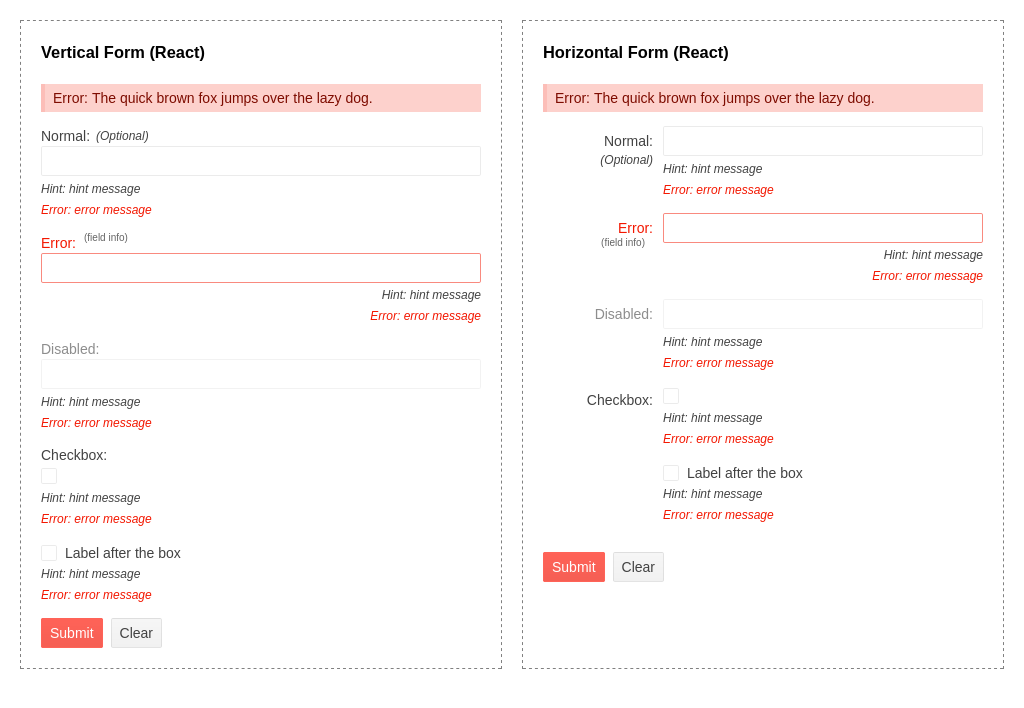 Vertical Form (React)
Error: The quick brown fox jumps over the lazy dog.
Normal: (Optional)
Hint: hint message
Error: error message
Error: (field info)
Hint: hint message
Error: error message
Disabled:
Hint: hint message
Error: error message
Checkbox:
Hint: hint message
Error: error message
Label after the box
Hint: hint message
Error: error message
Submit Clear
Horizontal Form (React)
Error: The quick brown fox jumps over the lazy dog.
Normal:
(Optional)
Hint: hint message
Error: error message
Error:
(field info)
Hint: hint message
Error: error message
Disabled:
Hint: hint message
Error: error message
Checkbox:
Hint: hint message
Error: error message
Label after the box
Hint: hint message
Error: error message
Submit Clear